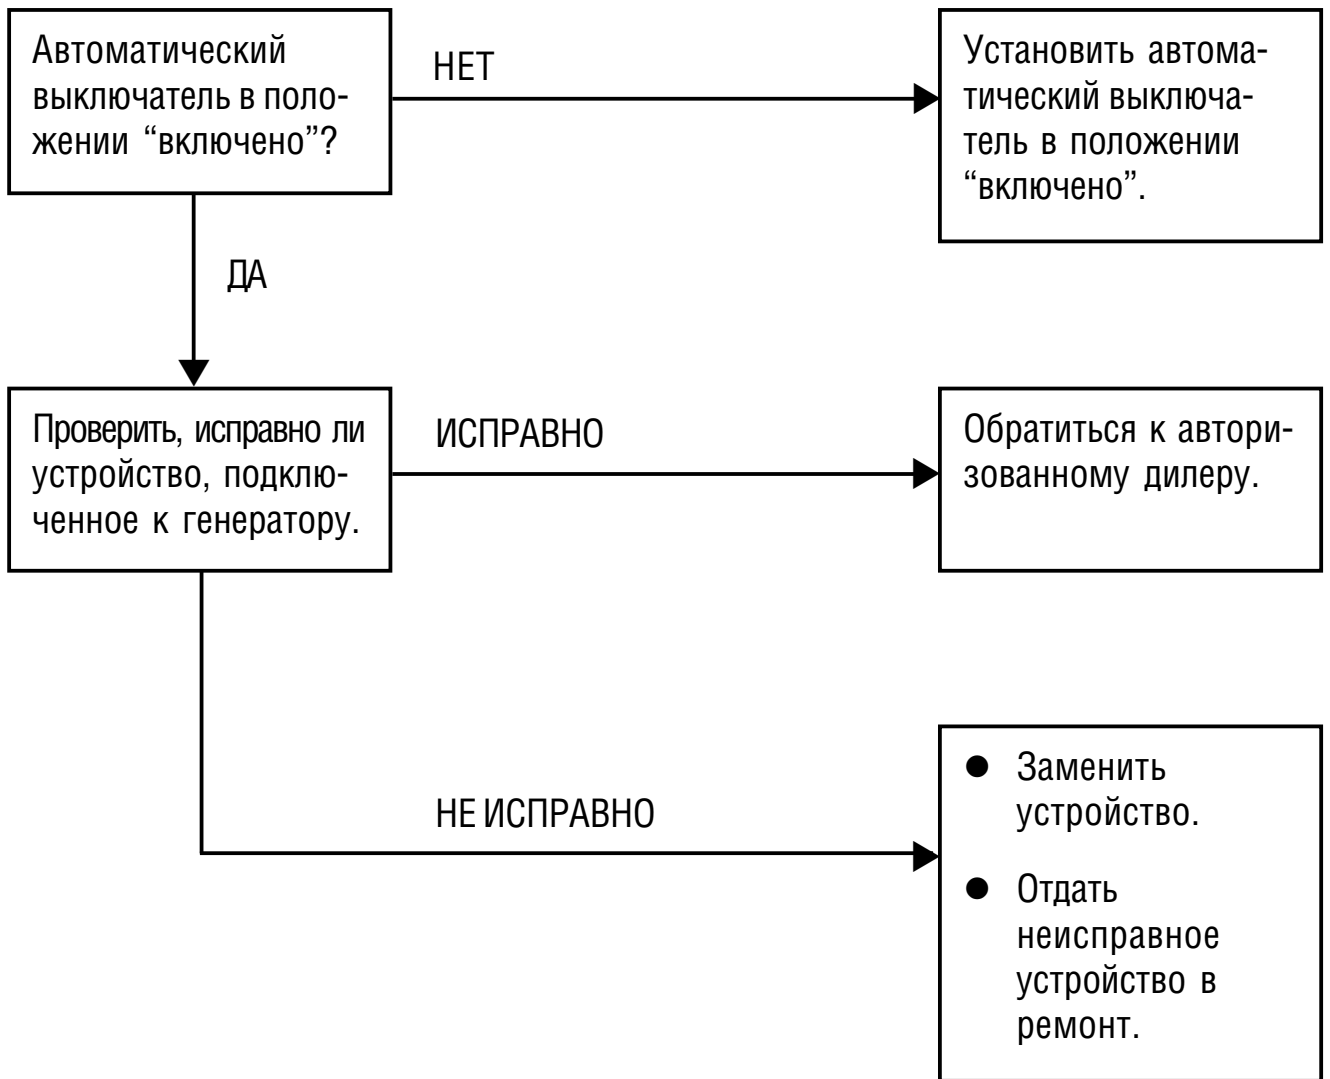 Автоматический
выключатель в поло-
жении “включено”?
НЕТ
Установить автома-
тический выключа-
тель в положении
“включено”.
ДА
Проверить, исправно ли
устройство, подклю-
ченное к генератору.
ИСПРАВНО
Обратиться к автори-
зованному дилеру.
НЕ ИСПРАВНО
● Заменить
устройство.
● Отдать
неисправное
устройство в
ремонт.